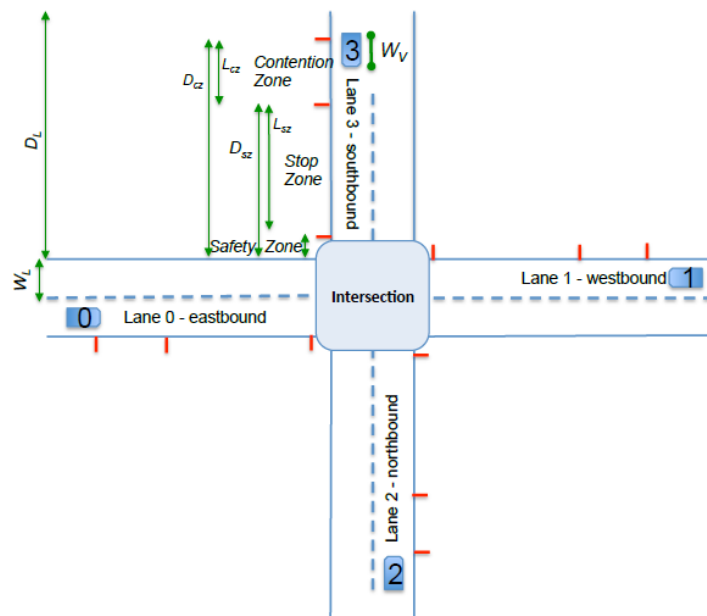 3
W_V
L_cz
Contention
Zone
D_cz
D_L
L_sz
D_sz
Stop
Zone
Lane 3 - southbound
Safety Zone
W_L
Intersection
Lane 1 - westbound
1
0
Lane 0 - eastbound
Lane 2 - northbound
2